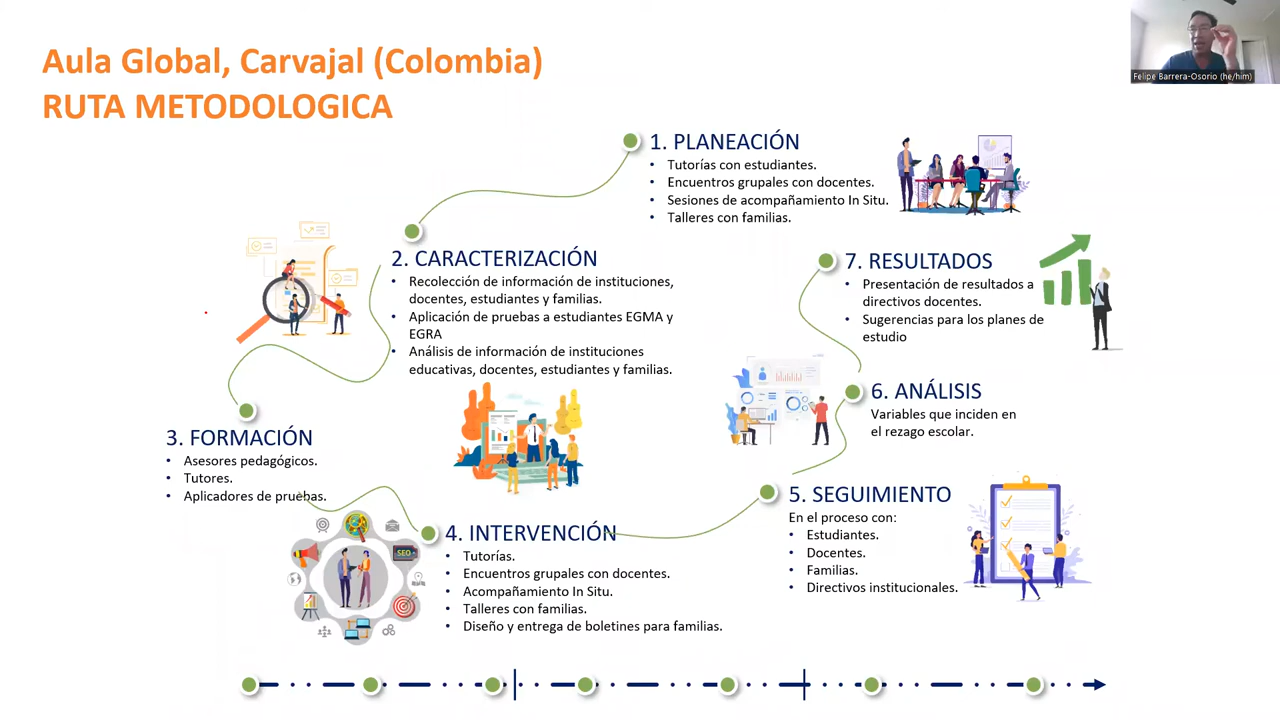 Aula Global, Carvajal (Colombia)
RUTA METODOLOGICA
Felipe Barrera-Osorio (he/him)
1. PLANEACIÓN
• Tutorías con estudiantes.
• Encuentros grupales con docentes.
• Sesiones de acompañamiento In Situ.
• Talleres con familias.
2. CARACTERIZACIÓN
• Recolección de información de instituciones,
docentes, estudiantes y familias.
• Aplicación de pruebas a estudiantes EGMA y
EGRA
• Análisis de información de instituciones
educativas, docentes, estudiantes y familias.
3. FORMACIÓN
• Asesores pedagógicos.
• Tutores.
• Aplicadores de pruebas.
4. INTERVENCIÓN
• Tutorías.
• Encuentros grupales con docentes.
• Acompañamiento In Situ.
• Talleres con familias.
• Diseño y entrega de boletines para familias.
SEO
5. SEGUIMIENTO
En el proceso con:
• Estudiantes.
• Docentes.
• Familias.
• Directivos institucionales.
6. ANÁLISIS
Variables que inciden en
el rezago escolar.
7. RESULTADOS
• Presentación de resultados a
directivos docentes.
• Sugerencias para los planes de
estudio